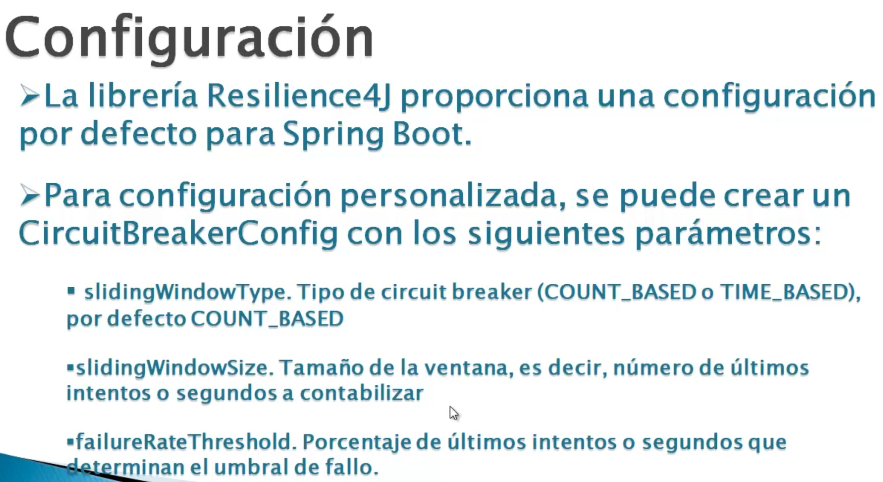 Configuración
➢La librería Resilience4J proporciona una configuración
por defecto para Spring Boot.
➢Para configuración personalizada, se puede crear un
CircuitBreakerConfig con los siguientes parámetros:
▪ slidingWindowType. Tipo de circuit breaker (COUNT_BASED o TIME_BASED),
por defecto COUNT_BASED
▪slidingWindowSize. Tamaño de la ventana, es decir, número de últimos
intentos o segundos a contabilizar
▪failureRateThreshold. Porcentaje de últimos intentos o segundos que
determinan el umbral de fallo.